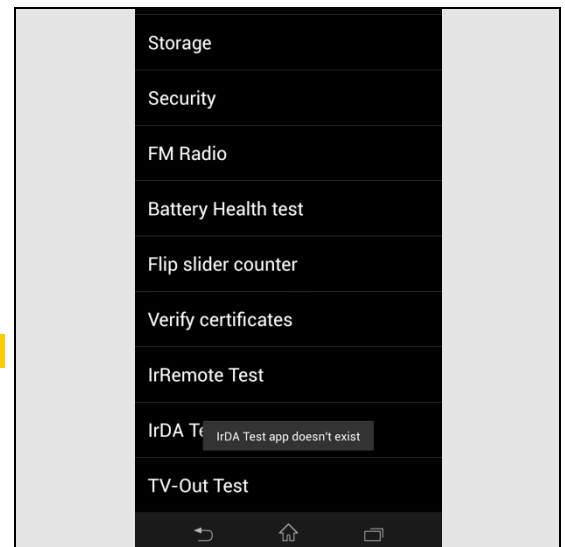 Storage
Security
FM Radio
Battery Health test
Flip slider counter
Verify certificates
IrRemote Test
IrDA Te
IrDA Test app doesn't exist
TV-Out Test